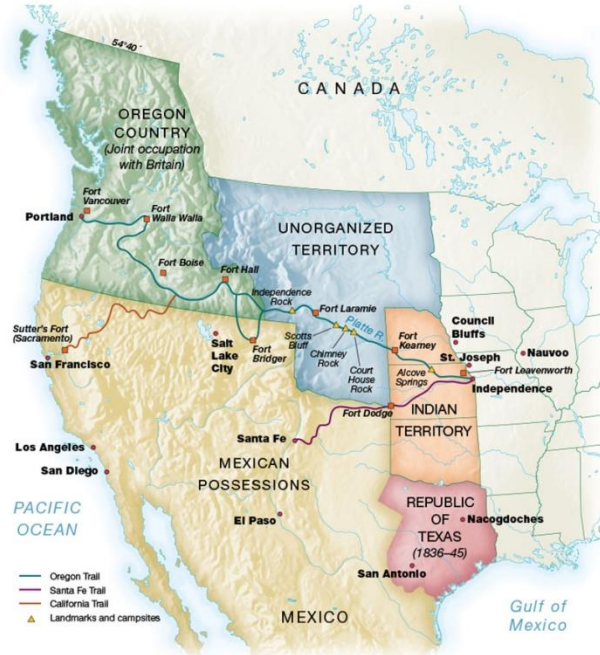 54°40´
CANADA
OREGON
COUNTRY
(Joint occupation
with Britain)
Fort
Vancouver
Portland
Fort
Walla Walla
UNORGANIZED
TERRITORY
Fort Boise
Fort Hall
Independence
Rock
Fort Laramie
Platte R.
Sutter's Fort
(Sacramento)
San Francisco
Salt
Lake
City
Fort
Bridger
Scotts
Bluff
Chimney
Rock
Court
House
Rock
Fort
Kearney
Council
Bluffs
St. Joseph
Nauvoo
Alcove
Springs
Fort Leavenworth
Independence
Fort Dodge
INDIAN
TERRITORY
Santa Fe
Los Angeles
San Diego
MEXICAN
POSSESSIONS
PACIFIC
OCEAN
El Paso
REPUBLIC
OF
TEXAS
(1836–45)
Nacogdoches
San Antonio
Oregon Trail
Santa Fe Trail
California Trail
Landmarks and campsites
MEXICO
Gulf of
Mexico